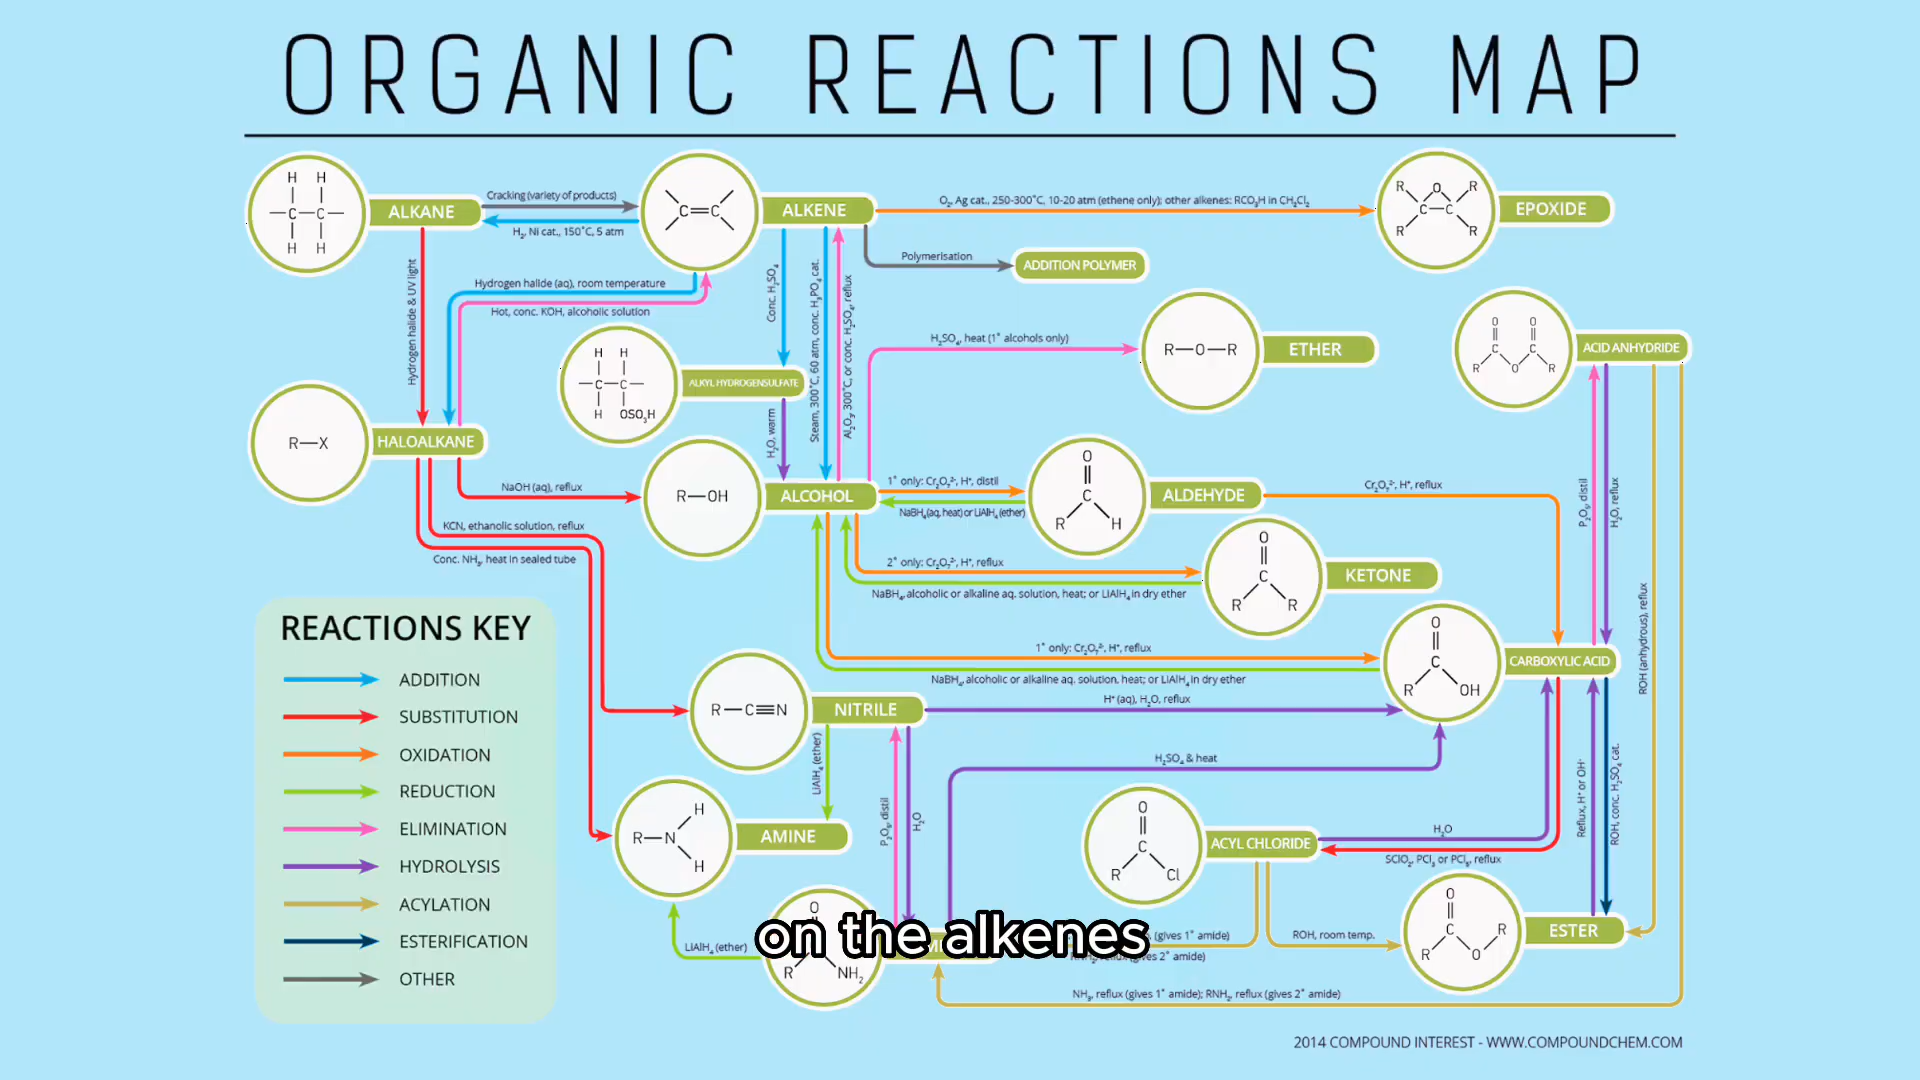 ORGANIC REACTIONS MAP
ALKANE
Cracking (variety of products)
H₂, Ni cat., 150˚C, 5 atm
ALKENE
O₂, Ag cat., 250-300˚C, 10-20 atm (ethene only); other alkenes: RCO₃H in CH₂Cl₂
EPOXIDE
Polymerisation
ADDITION POLYMER
Hydrogen halide & UV light
Hydrogen halide (aq), room temperature
Hot, conc. KOH, alcoholic solution
Conc. H₂SO₄
Steam, 300˚C, 60 atm, conc. H₃PO₄ cat.
Al₂O₃, 300˚C, or conc. H₂SO₄, reflux
ALKYL HYDROGENSULFATE
OSO₃H
H₂O, warm
H₂SO₄, heat (1˚ alcohols only)
R—O—R
ETHER
ACID ANHYDRIDE
R—X
HALOALKANE
NaOH (aq), reflux
R—OH
ALCOHOL
1˚ only: Cr₂O₇²⁻, H⁺, distil
NaBH₄(aq, heat) or LiAlH₄ (ether)
ALDEHYDE
Cr₂O₇²⁻, H⁺, reflux
P₂O₅, distil
H₂O, reflux
KCN, ethanolic solution, reflux
Conc. NH₃, heat in sealed tube
2˚ only: Cr₂O₇²⁻, H⁺, reflux
NaBH₄, alcoholic or alkaline aq. solution, heat; or LiAlH₄ in dry ether
KETONE
ROH (anhydrous), reflux
1˚ only: Cr₂O₇²⁻, H⁺, reflux
NaBH₄, alcoholic or alkaline aq. solution, heat; or LiAlH₄ in dry ether
CARBOXYLIC ACID
R—C≡N
NITRILE
H⁺ (aq), H₂O, reflux
LiAlH₄ (ether)
H₂SO₄ & heat
P₂O₅, distil
H₂O
AMINE
ACYL CHLORIDE
H₂O
SClO₂, PCl₃ or PCl₅, reflux
Reflux, H⁺ or OH⁻
ROH, conc. H₂SO₄ cat.
LiAlH₄ (ether)
NH₂
on the alkenes
(gives 1˚ amide)
reflux (gives 2˚ amide)
ROH, room temp.
ESTER
NH₃, reflux (gives 1˚ amide); RNH₂, reflux (gives 2˚ amide)
REACTIONS KEY
ADDITION
SUBSTITUTION
OXIDATION
REDUCTION
ELIMINATION
HYDROLYSIS
ACYLATION
ESTERIFICATION
OTHER
2014 COMPOUND INTEREST - WWW.COMPOUNDCHEM.COM